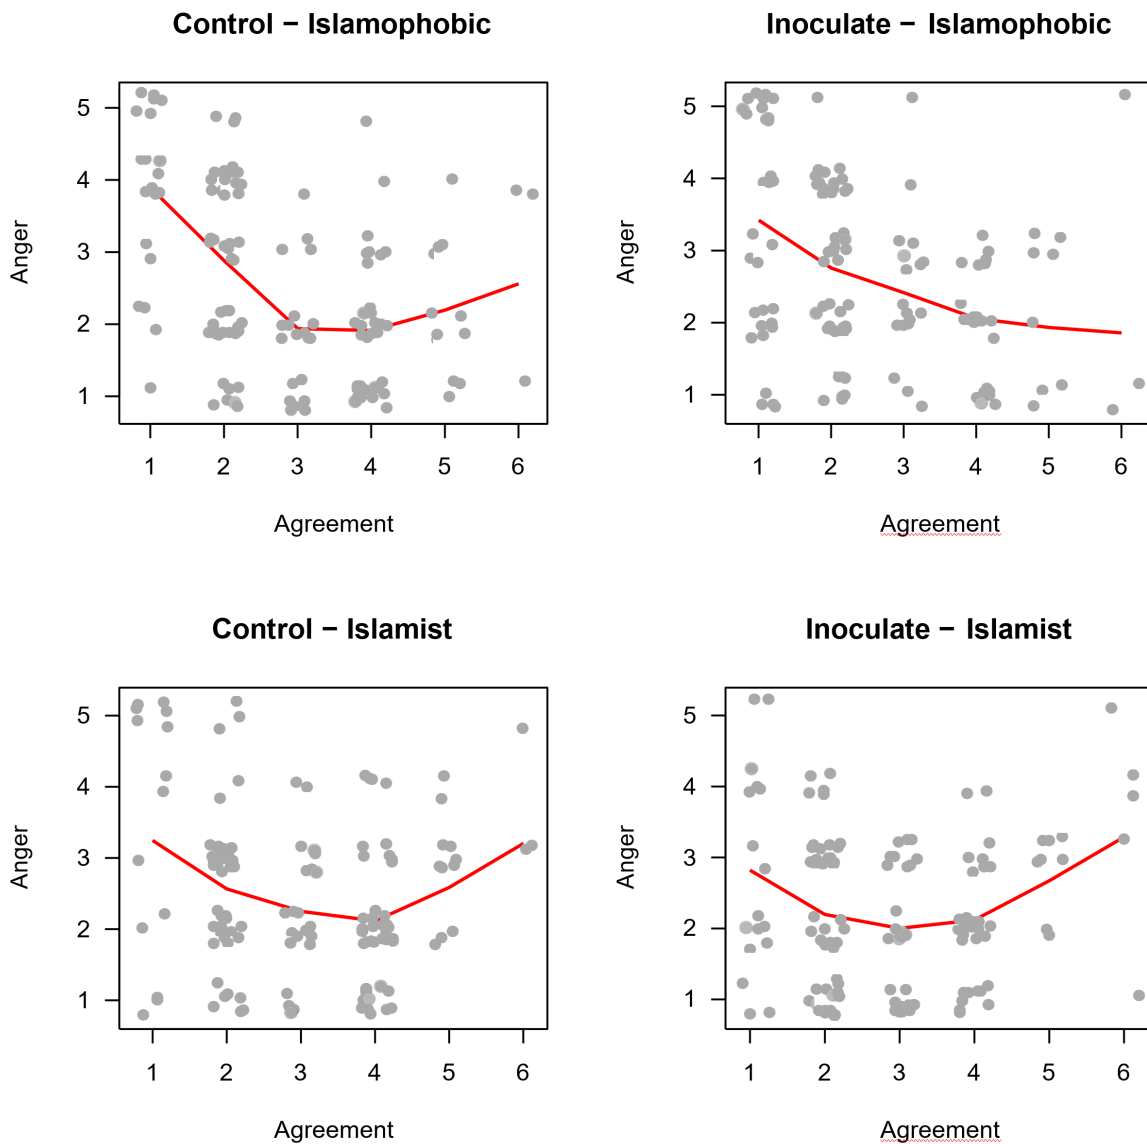 Control − Islamophobic
5
4
3
2
1
Anger
1 2 3 4 5 6
Agreement
Inoculate − Islamophobic
5
4
3
2
1
Anger
1 2 3 4 5 6
Agreement
Control − Islamist
5
4
3
2
1
Anger
1 2 3 4 5 6
Agreement
Inoculate − Islamist
5
4
3
2
1
Anger
1 2 3 4 5 6
Agreement